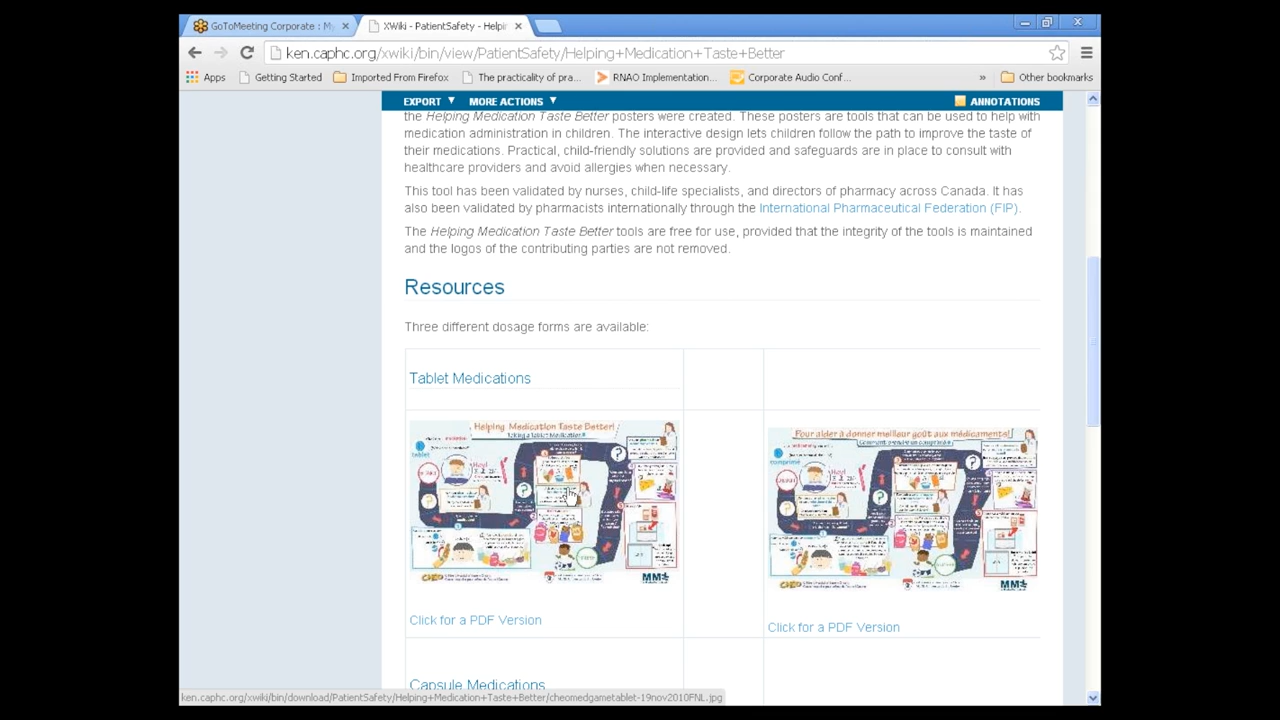 GoToMeeting Corporate : My
XWiki - PatientSafety - Helpin
ken.caphc.org/xwiki/bin/view/PatientSafety/Helping+Medication+Taste+Better
Apps
Getting Started
Imported From Firefox
The practicality of pra...
RNAO Implementation...
Corporate Audio Conf...
»
Other bookmarks
EXPORT
MORE ACTIONS
ANNOTATIONS
the Helping Medication Taste Better posters were created. These posters are tools that can be used to help with
medication administration in children. The interactive design lets children follow the path to improve the taste of
their medications. Practical, child-friendly solutions are provided and safeguards are in place to consult with
healthcare providers and avoid allergies when necessary.
This tool has been validated by nurses, child-life specialists, and directors of pharmacy across Canada. It has
also been validated by pharmacists internationally through the International Pharmaceutical Federation (FIP).
The Helping Medication Taste Better tools are free for use, provided that the integrity of the tools is maintained
and the logos of the contributing parties are not removed.
Resources
Three different dosage forms are available:
Tablet Medications
Helping Medication Taste Better!
Taking a Tablet Medication
tablet
CHEO
Pour aider à donner meilleur goût aux médicaments!
comprimé
CHEO
Click for a PDF Version
Click for a PDF Version
Capsule Medications
ken.caphc.org/xwiki/bin/download/PatientSafety/Helping+Medication+Taste+Better/cheomedgametablet-19nov2010FNL.jpg